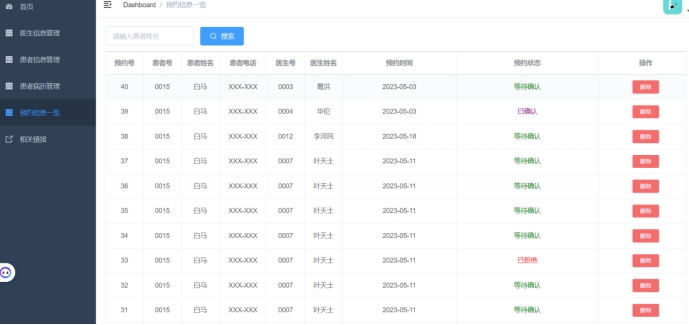 首页
医生信息管理
患者信息管理
患者病历管理
预约信息一览
相关链接
Dashboard / 预约信息一览
请输入患者姓名 搜索
预约号 患者号 患者姓名 患者电话 医生号 医生姓名 预约时间 预约状态 操作
40 0015 白马 XXX-XXX 0003 葛洪 2023-05-03 等待确认 删除
39 0015 白马 XXX-XXX 0004 华佗 2023-05-03 已确认 删除
38 0015 白马 XXX-XXX 0012 李河民 2023-05-18 等待确认 删除
37 0015 白马 XXX-XXX 0007 叶天士 2023-05-11 等待确认 删除
36 0015 白马 XXX-XXX 0007 叶天士 2023-05-11 等待确认 删除
35 0015 白马 XXX-XXX 0007 叶天士 2023-05-11 等待确认 删除
34 0015 白马 XXX-XXX 0007 叶天士 2023-05-11 等待确认 删除
33 0015 白马 XXX-XXX 0007 叶天士 2023-05-11 已拒绝 删除
32 0015 白马 XXX-XXX 0007 叶天士 2023-05-11 等待确认 删除
31 0015 白马 XXX-XXX 0007 叶天士 2023-05-11 等待确认 删除